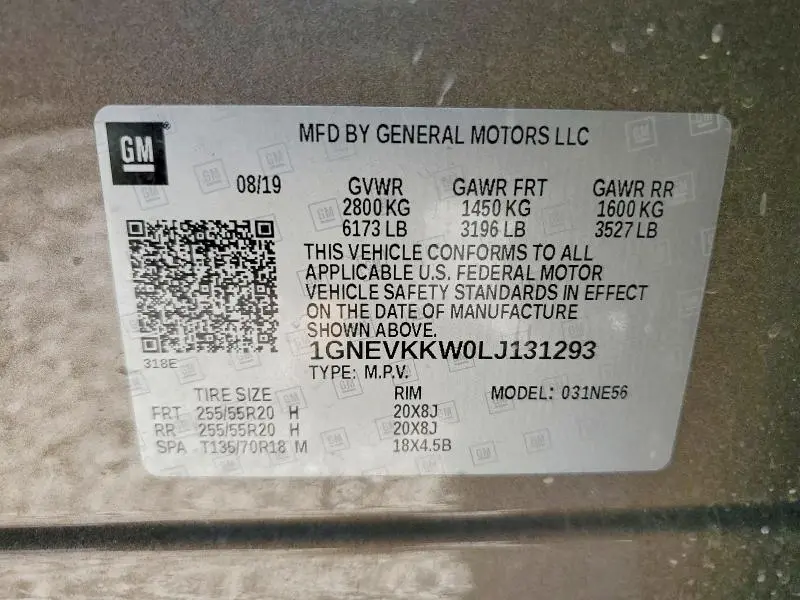 GM
MFD BY GENERAL MOTORS LLC
08/19 GVWR GAWR FRT GAWR RR
2800 KG 1450 KG 1600 KG
6173 LB 3196 LB 3527 LB
THIS VEHICLE CONFORMS TO ALL
APPLICABLE U.S. FEDERAL MOTOR
VEHICLE SAFETY STANDARDS IN EFFECT
ON THE DATE OF MANUFACTURE
SHOWN ABOVE.
1GNEVKKW0LJ131293
318E
TYPE: M.P.V.
TIRE SIZE RIM MODEL: 031NE56
FRT 255/55R20 H 20X8J
RR 255/55R20 H 20X8J
SPA T135/70R18 M 18X4.5B